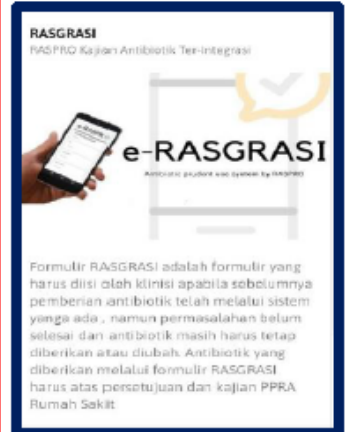 RASGRASI
RASPRO Kajian Antibiotik Ter-integrasi
e-RASGRASI
Antibiotic prudent use system by RASPRO
Formulir RASGRASI adalah formulir yang
harus diisi oleh klinisi apabila sebelumnya
pemberian antibiotik telah melalui sistem
yanga ada , namun permasalahan belum
selesai dan antibiotik masih harus tetap
diberikan atau diubah. Antibiotik yang
diberikan melalui formulir RASGRASI
harus atas persetujuan dan kajian PPRA
Rumah Sakiit